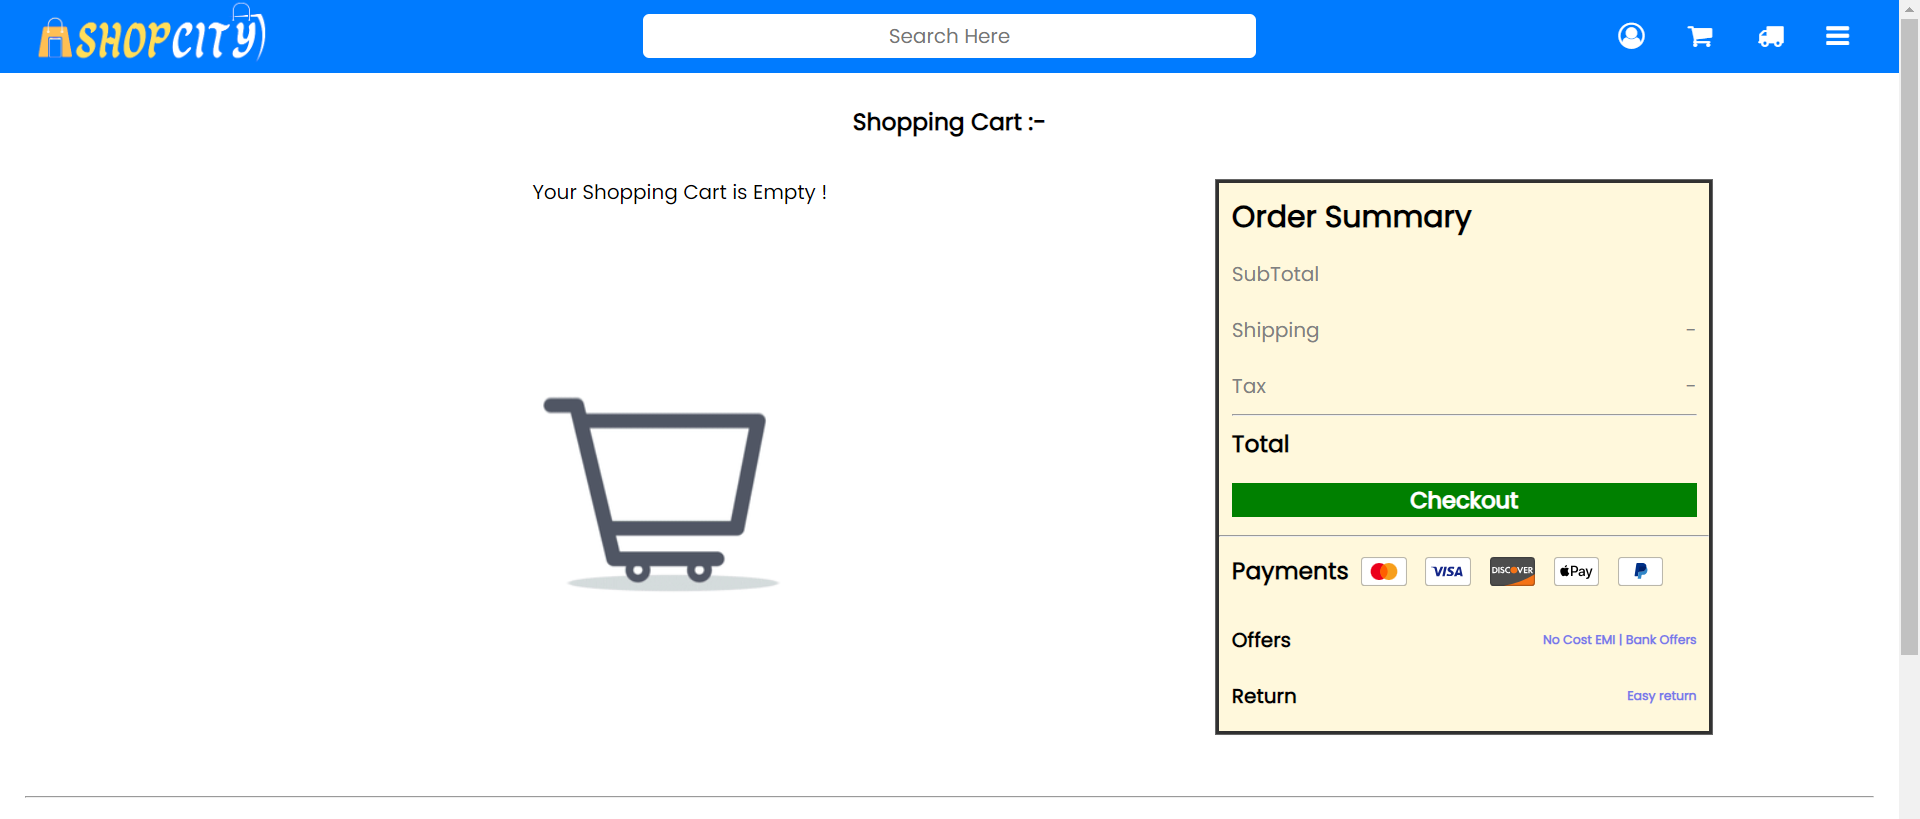 SHOPCITY
Search Here
Shopping Cart :-
Your Shopping Cart is Empty !
Order Summary
SubTotal
Shipping -
Tax -
Total
Checkout
Payments VISA DISCOVER Pay
Offers No Cost EMI | Bank Offers
Return Easy return